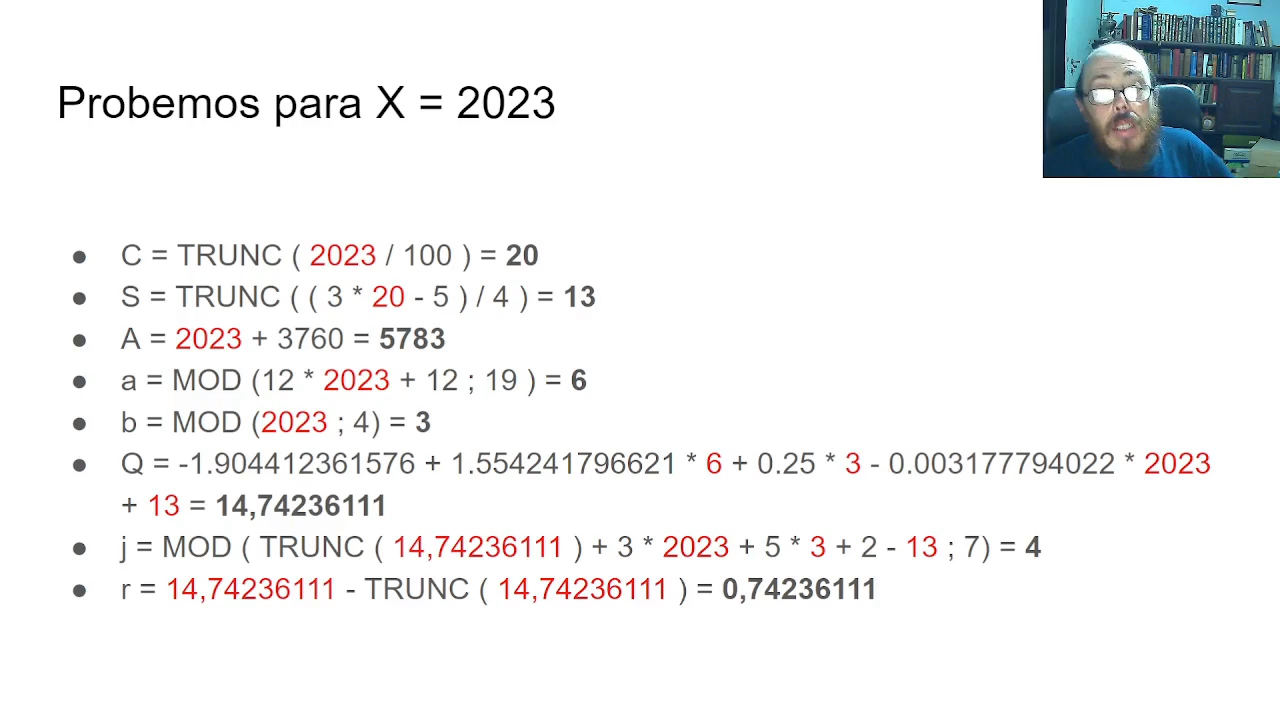 Probemos para X = 2023
● C = TRUNC ( 2023 / 100 ) = 20
● S = TRUNC ( ( 3 * 20 - 5 ) / 4 ) = 13
● A = 2023 + 3760 = 5783
● a = MOD (12 * 2023 + 12 ; 19 ) = 6
● b = MOD (2023 ; 4) = 3
● Q = -1.904412361576 + 1.554241796621 * 6 + 0.25 * 3 - 0.003177794022 * 2023
+ 13 = 14,74236111
● j = MOD ( TRUNC ( 14,74236111 ) + 3 * 2023 + 5 * 3 + 2 - 13 ; 7) = 4
● r = 14,74236111 - TRUNC ( 14,74236111 ) = 0,74236111